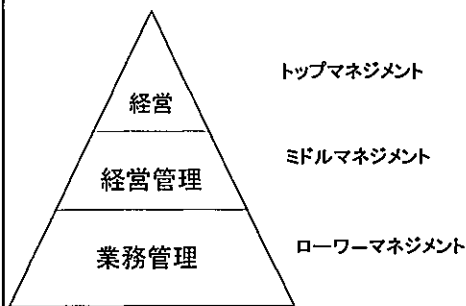 トップマネジメント
経営
ミドルマネジメント
経営管理
ローワーマネジメント
業務管理